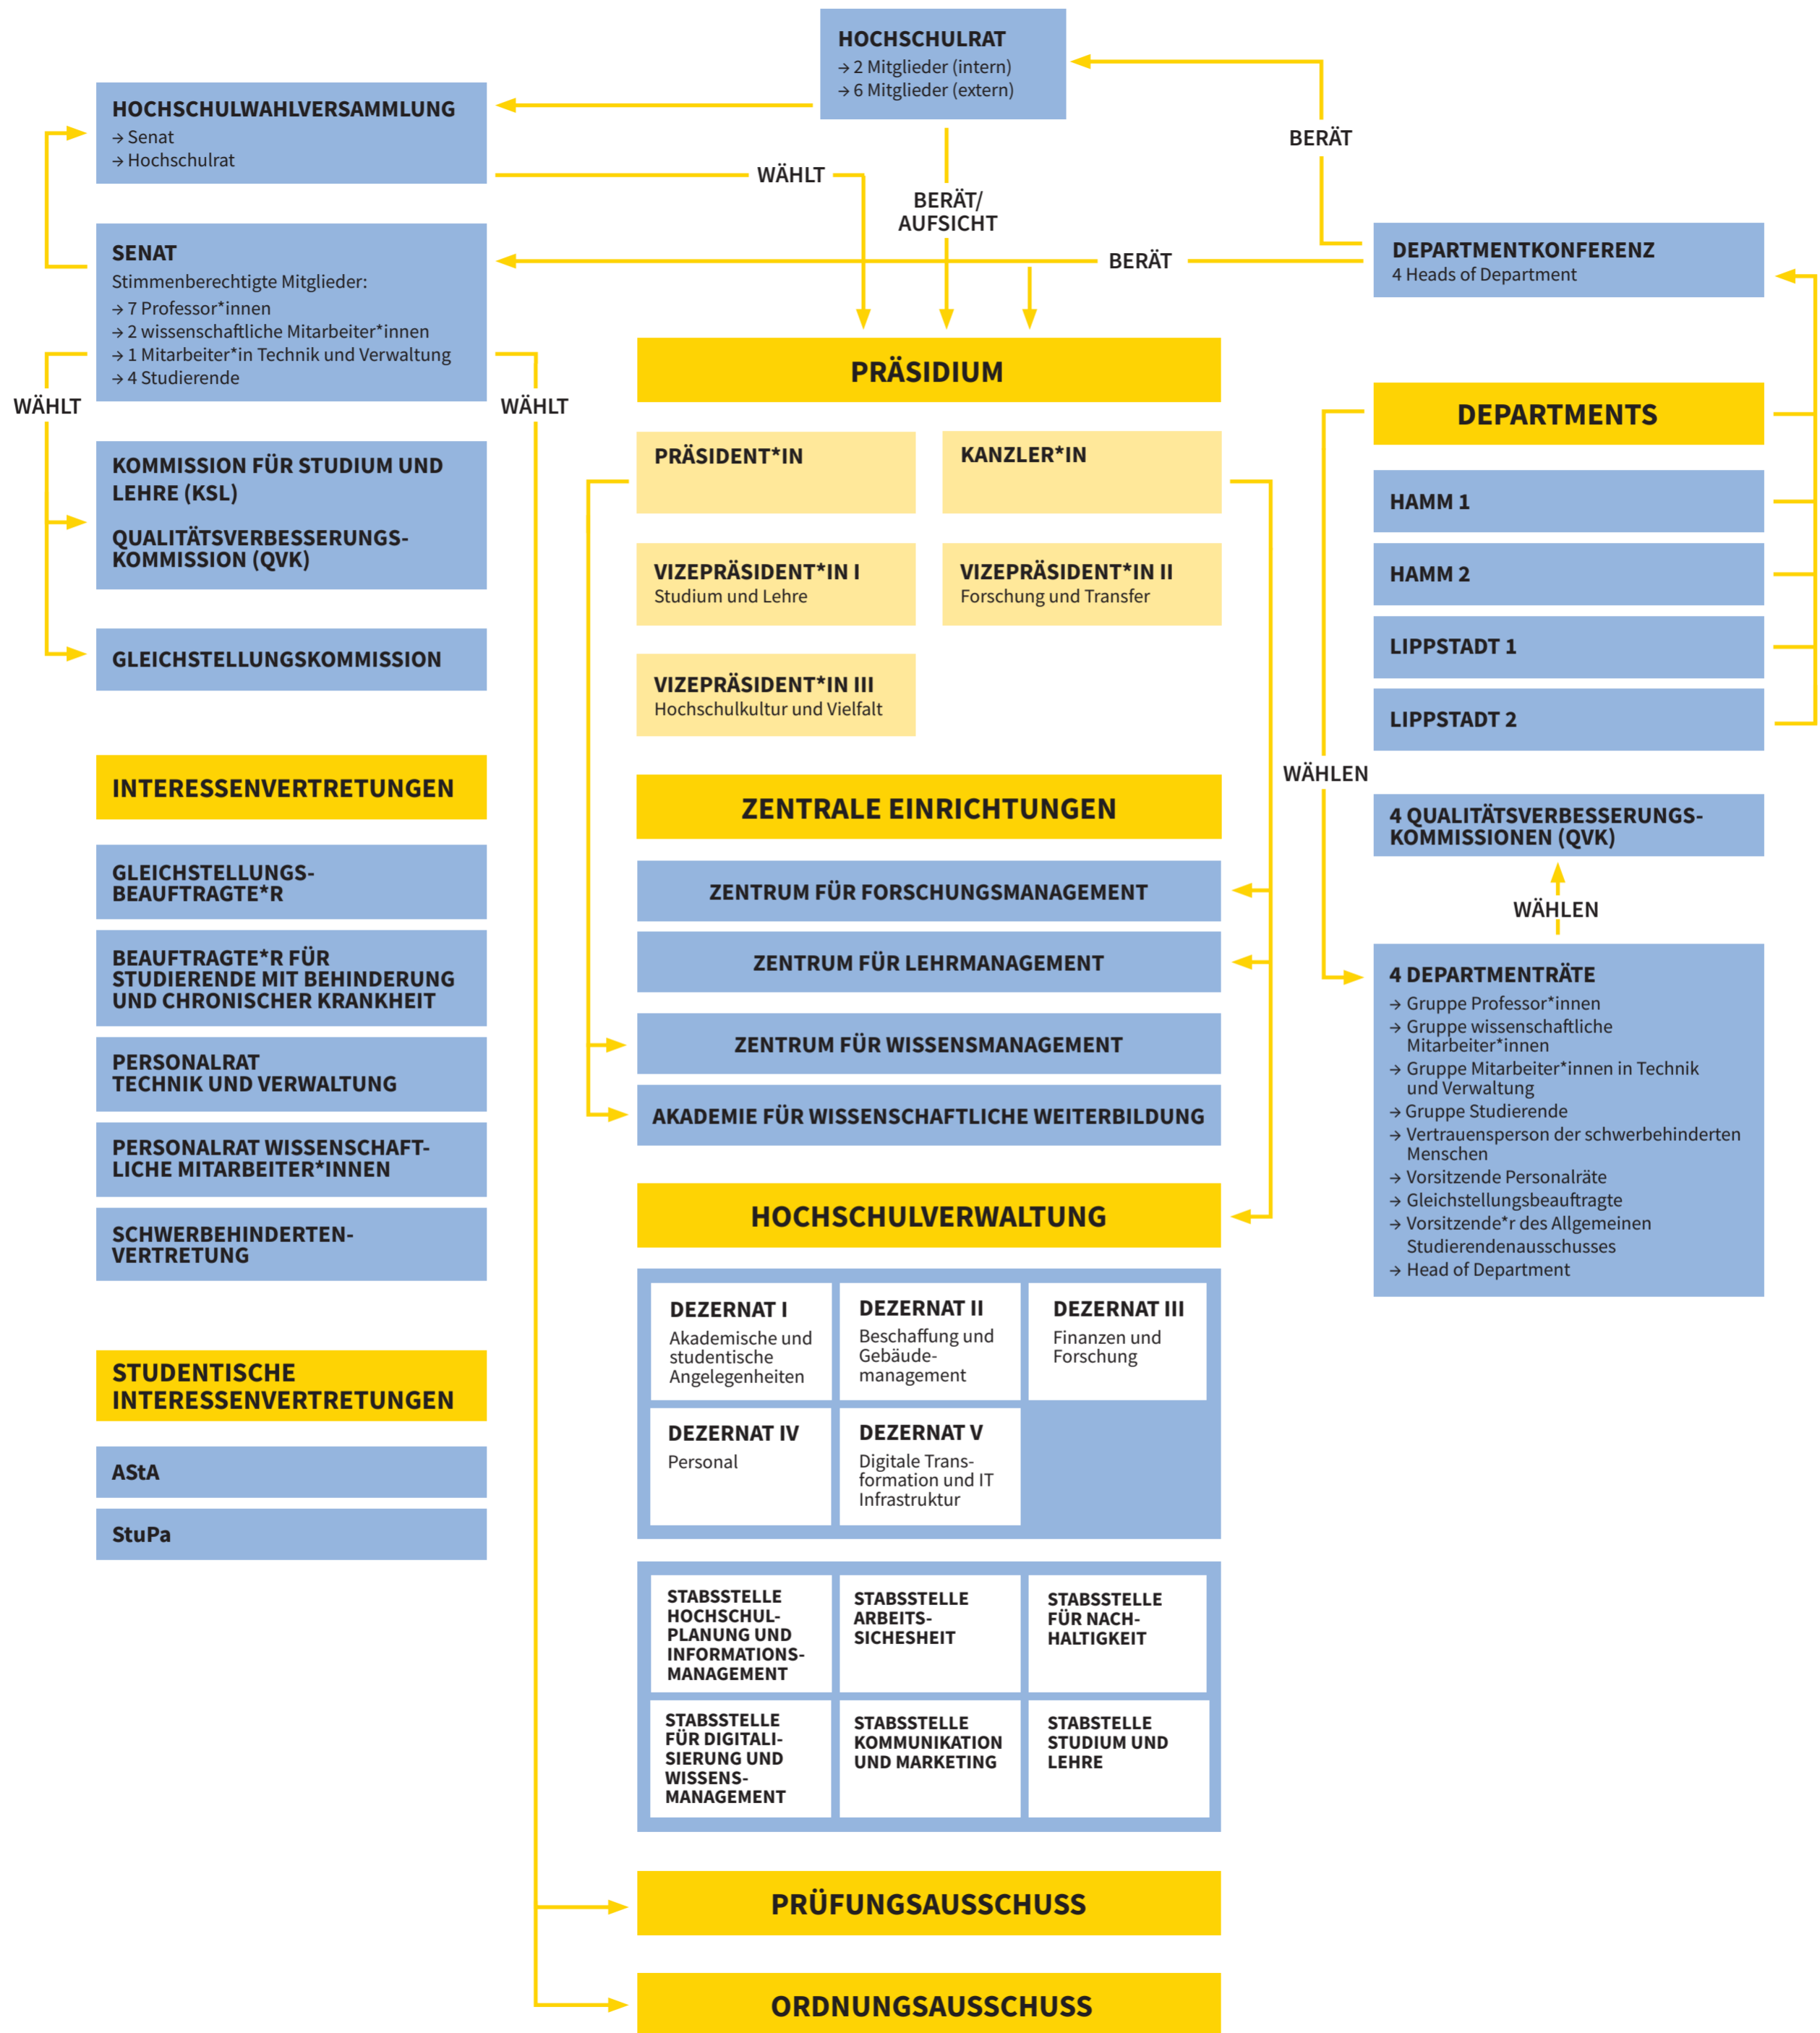 HOCHSCHULRAT
→ 2 Mitglieder (intern)
→ 6 Mitglieder (extern)
HOCHSCHULWAHLVERSAMMLUNG
→ Senat
→ Hochschulrat
BERÄT
WÄHLT
BERÄT/
AUFSICHT
SENAT
Stimmenberechtigte Mitglieder:
→ 7 Professor*innen
→ 2 wissenschaftliche Mitarbeiter*innen
→ 1 Mitarbeiter*in Technik und Verwaltung
→ 4 Studierende
BERÄT
DEPARTMENTKONFERENZ
4 Heads of Department
WÄHLT
WÄHLT
KOMMISSION FÜR STUDIUM UND
LEHRE (KSL)
QUALITÄTSVERBESSERUNGS-
KOMMISSION (QVK)
GLEICHSTELLUNGSKOMMISSION
INTERESSENVERTRETUNGEN
GLEICHSTELLUNGS-
BEAUFTRAGTE*R
BEAUFTRAGTE*R FÜR
STUDIERENDE MIT BEHINDERUNG
UND CHRONISCHER KRANKHEIT
PERSONALRAT
TECHNIK UND VERWALTUNG
PERSONALRAT WISSENSCHAFT-
LICHE MITARBEITER*INNEN
SCHWERBEHINDERTEN-
VERTRETUNG
STUDENTISCHE
INTERESSENVERTRETUNGEN
AStA
StuPa
PRÄSIDIUM
PRÄSIDENT*IN
KANZLER*IN
VIZEPRÄSIDENT*IN I
Studium und Lehre
VIZEPRÄSIDENT*IN II
Forschung und Transfer
VIZEPRÄSIDENT*IN III
Hochschulkultur und Vielfalt
ZENTRALE EINRICHTUNGEN
ZENTRUM FÜR FORSCHUNGSMANAGEMENT
ZENTRUM FÜR LEHRMANAGEMENT
ZENTRUM FÜR WISSENSMANAGEMENT
AKADEMIE FÜR WISSENSCHAFTLICHE WEITERBILDUNG
HOCHSCHULVERWALTUNG
DEZERNAT I
Akademische und
studentische
Angelegenheiten
DEZERNAT II
Beschaffung und
Gebäude-
management
DEZERNAT III
Finanzen und
Forschung
DEZERNAT IV
Personal
DEZERNAT V
Digitale Trans-
formation und IT
Infrastruktur
STABSSTELLE
HOCHSCHUL-
PLANUNG UND
INFORMATIONS-
MANAGEMENT
STABSSTELLE
ARBEITS-
SICHESHEIT
STABSSTELLE
FÜR NACH-
HALTIGKEIT
STABSSTELLE
FÜR DIGITALI-
SIERUNG UND
WISSENS-
MANAGEMENT
STABSSTELLE
KOMMUNIKATION
UND MARKETING
STABSTELLE
STUDIUM UND
LEHRE
PRÜFUNGSAUSSCHUSS
ORDNUNGSAUSSCHUSS
DEPARTMENTS
HAMM 1
HAMM 2
LIPPSTADT 1
LIPPSTADT 2
WÄHLEN
4 QUALITÄTSVERBESSERUNGS-
KOMMISSIONEN (QVK)
WÄHLEN
4 DEPARTMENTRÄTE
→ Gruppe Professor*innen
→ Gruppe wissenschaftliche
Mitarbeiter*innen
→ Gruppe Mitarbeiter*innen in Technik
und Verwaltung
→ Gruppe Studierende
→ Vertrauensperson der schwerbehinderten
Menschen
→ Vorsitzende Personalräte
→ Gleichstellungsbeauftragte
→ Vorsitzende*r des Allgemeinen
Studierendenausschusses
→ Head of Department